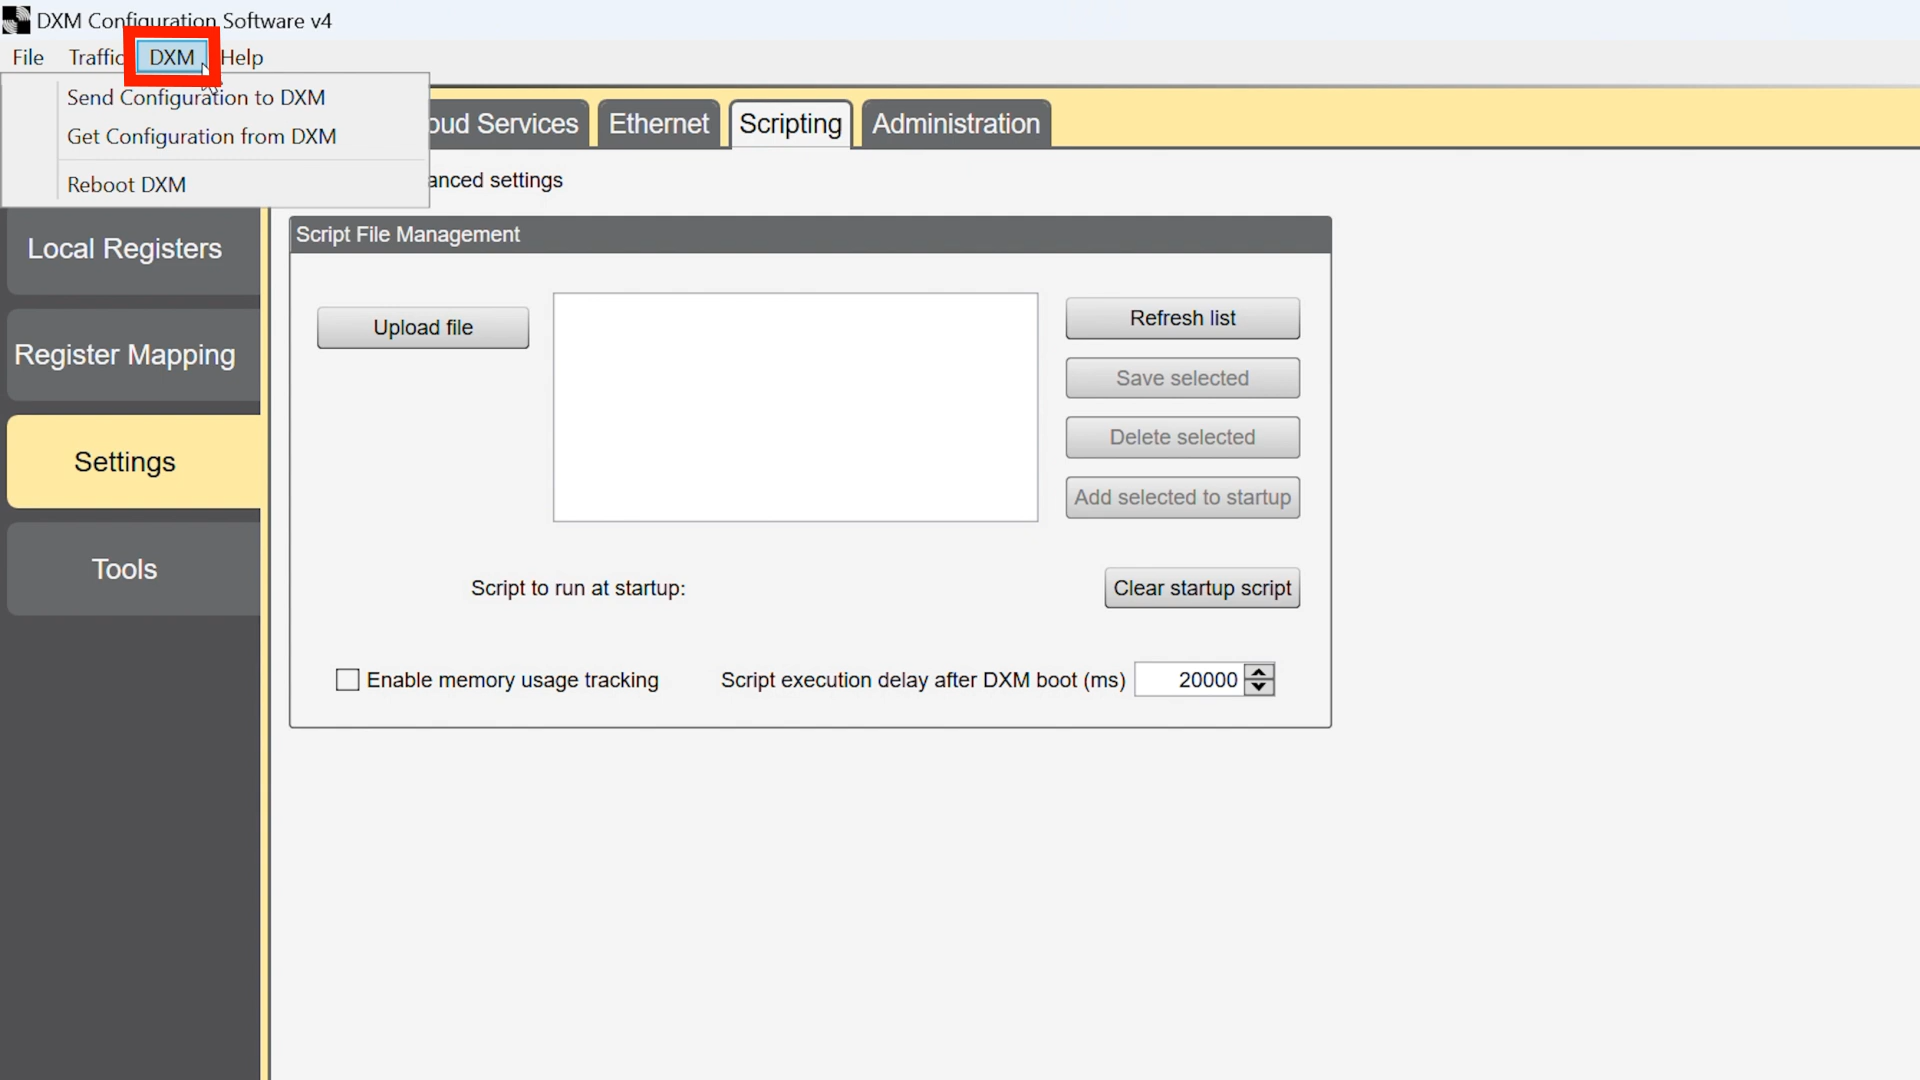 DXM Configuration Software v4
File Traffic DXM Help
Send Configuration to DXM
Get Configuration from DXM
Reboot DXM
oud Services Ethernet Scripting Administration
anced settings
Local Registers
Register Mapping
Settings
Tools
Script File Management
Upload file
Refresh list
Save selected
Delete selected
Add selected to startup
Script to run at startup:
Clear startup script
Enable memory usage tracking
Script execution delay after DXM boot (ms) 20000